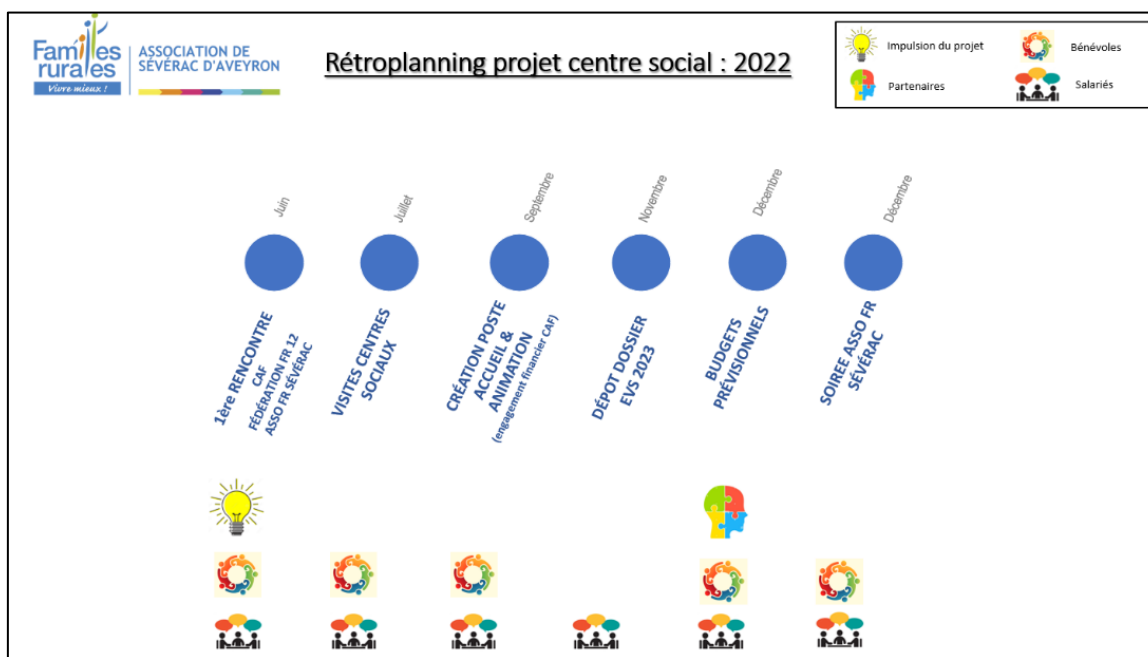 Familles
rurales
Vivre mieux !
ASSOCIATION DE
SÉVÉRAC D'AVEYRON
Rétroplanning projet centre social : 2022
Impulsion du projet
Bénévoles
Partenaires
Salariés
Juin
Juillet
Septembre
Novembre
Décembre
Décembre
1ère RENCONTRE
CAF
FÉDÉRATION FR 12
ASSO FR SÉVÉRAC
VISITES CENTRES
SOCIAUX
CRÉATION POSTE
ACCUEIL &
ANIMATION
(engagement financier CAF)
DÉPOT DOSSIER
EVS 2023
BUDGETS
PRÉVISIONNELS
SOIREE ASSO FR
SÉVÉRAC